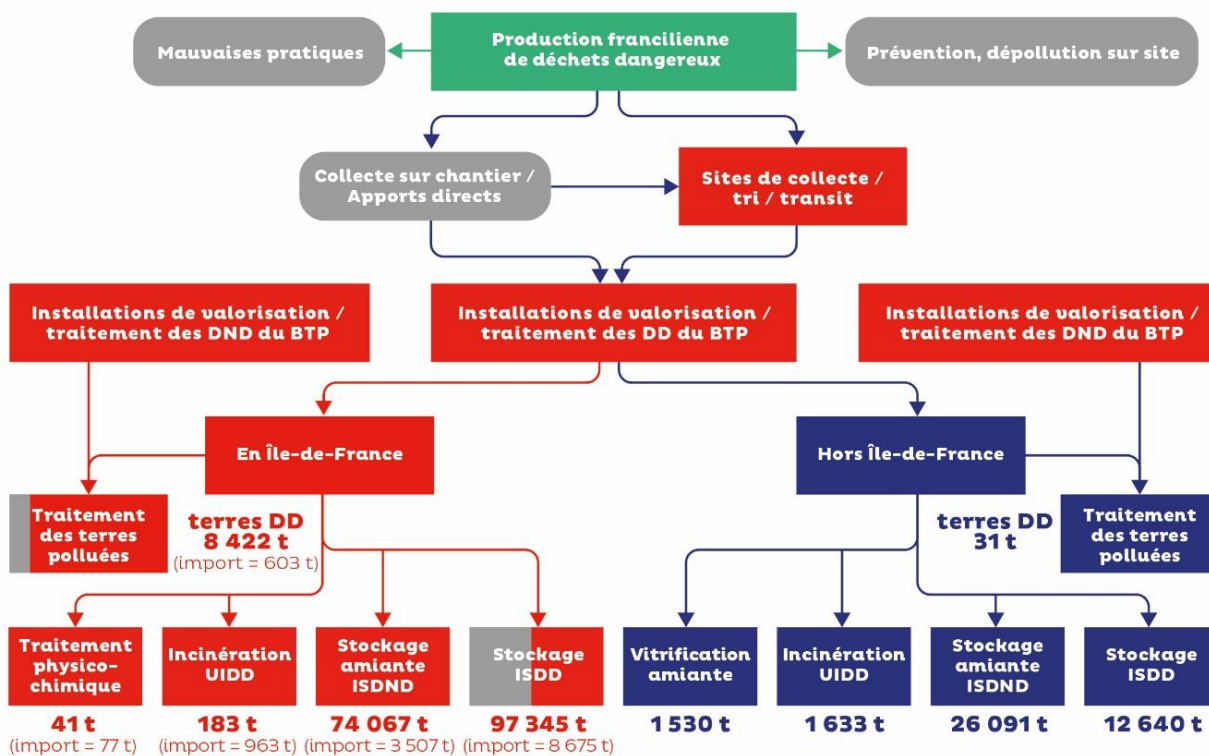 Mauvaises pratiques
Production francilienne
de déchets dangereux
Prévention, dépollution sur site
Collecte sur chantier /
Apports directs
Sites de collecte /
tri / transit
Installations de valorisation /
traitement des DND du BTP
Installations de valorisation /
traitement des DD du BTP
Installations de valorisation /
traitement des DND du BTP
En Île-de-France
Hors Île-de-France
Traitement
des terres
polluées
terres DD
8 422 t
(import = 603 t)
terres DD
31 t
Traitement
des terres
polluées
Traitement
physico-
chimique
41 t
(import = 77 t)
Incinération
UIDD
183 t
(import = 963 t)
Stockage
amiante
ISDND
74 067 t
(import = 3 507 t)
Stockage
ISDD
97 345 t
(import = 8 675 t)
Vitrification
amiante
1 530 t
Incinération
UIDD
1 633 t
Stockage
amiante
ISDND
26 091 t
Stockage
ISDD
12 640 t